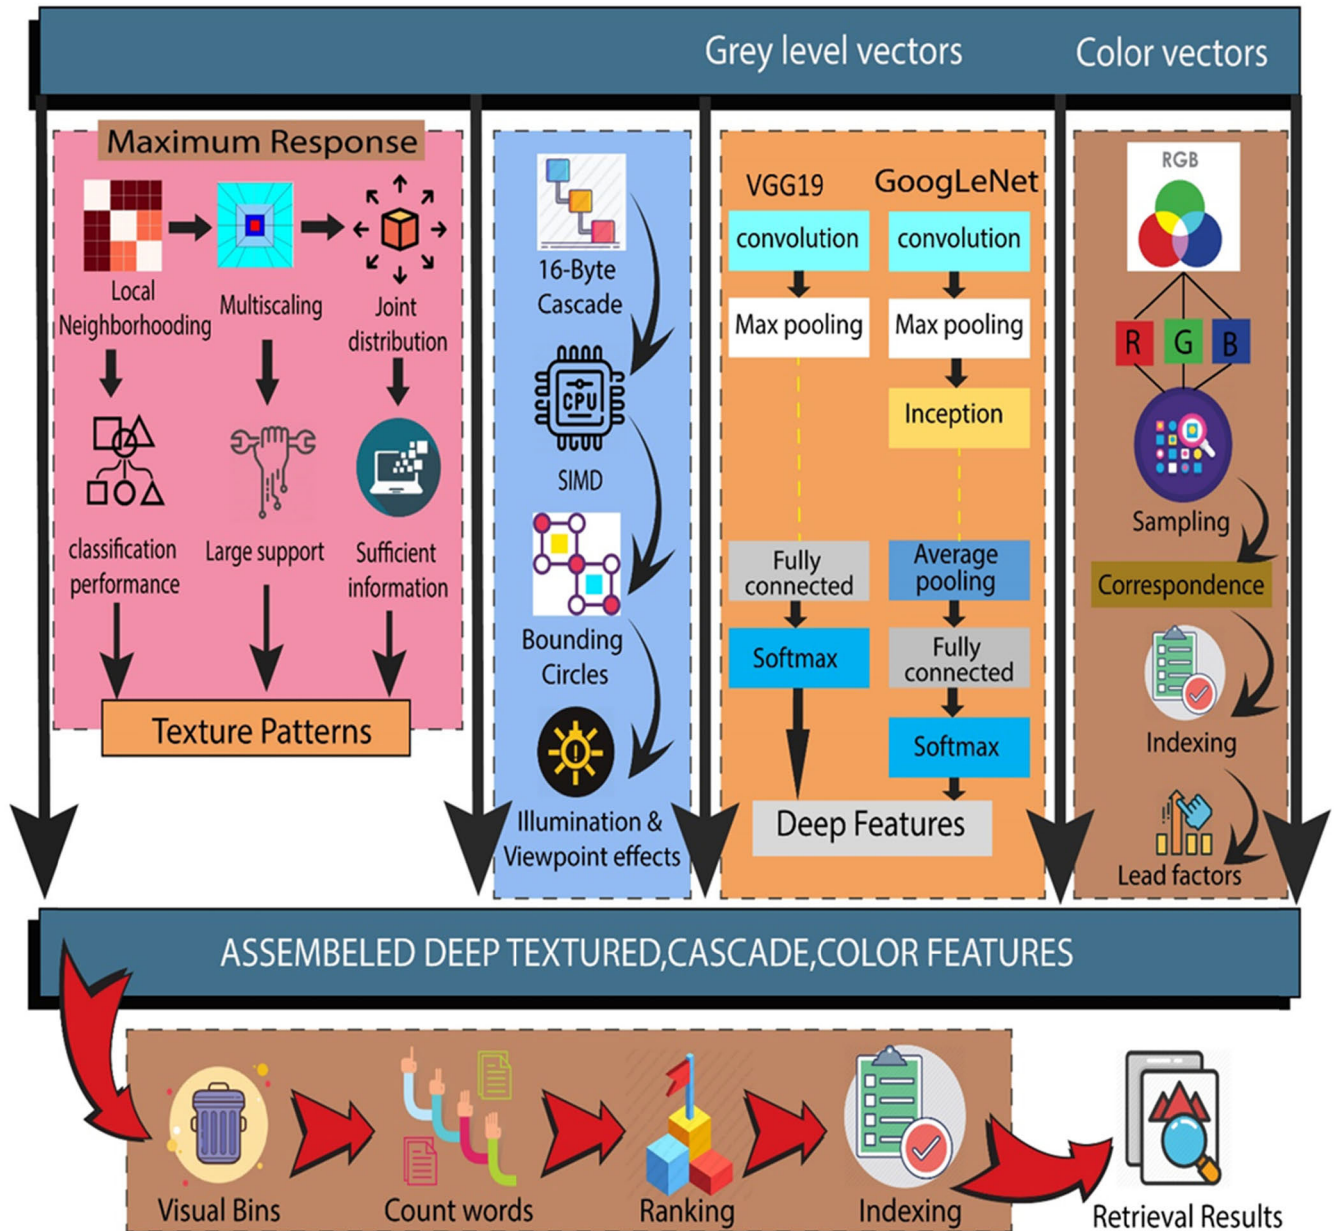 Grey level vectors
Color vectors
Maximum Response
Local
Neighborhooding
Multiscaling
Joint
distribution
classification
performance
Large support
Sufficient
information
Texture Patterns
16-Byte
Cascade
CPU
SIMD
Bounding
Circles
Illumination &
Viewpoint effects
VGG19
convolution
Max pooling
Fully
connected
Softmax
GoogLeNet
convolution
Max pooling
Inception
Average
pooling
Fully
connected
Softmax
Deep Features
RGB
R
G
B
Sampling
Correspondence
Indexing
Lead factors
ASSEMBELED DEEP TEXTURED,CASCADE,COLOR FEATURES
Visual Bins
Count words
Ranking
Indexing
Retrieval Results